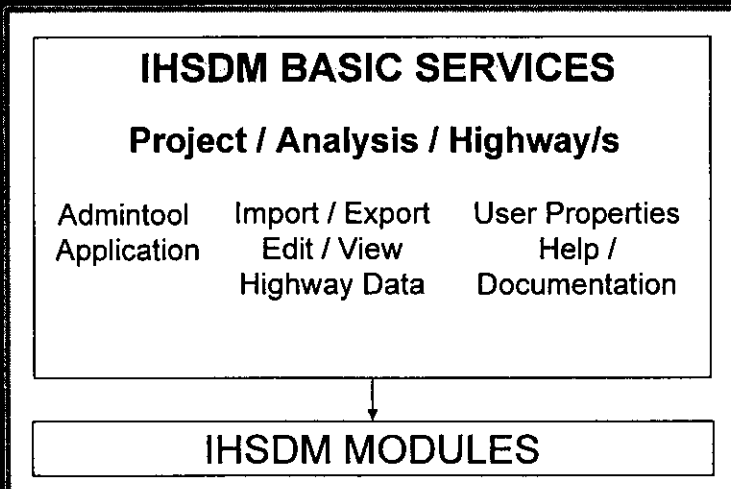 IHSDM BASIC SERVICES
Project / Analysis / Highway/s
Admintool
Application
Import / Export
Edit / View
Highway Data
User Properties
Help /
Documentation
IHSDM MODULES